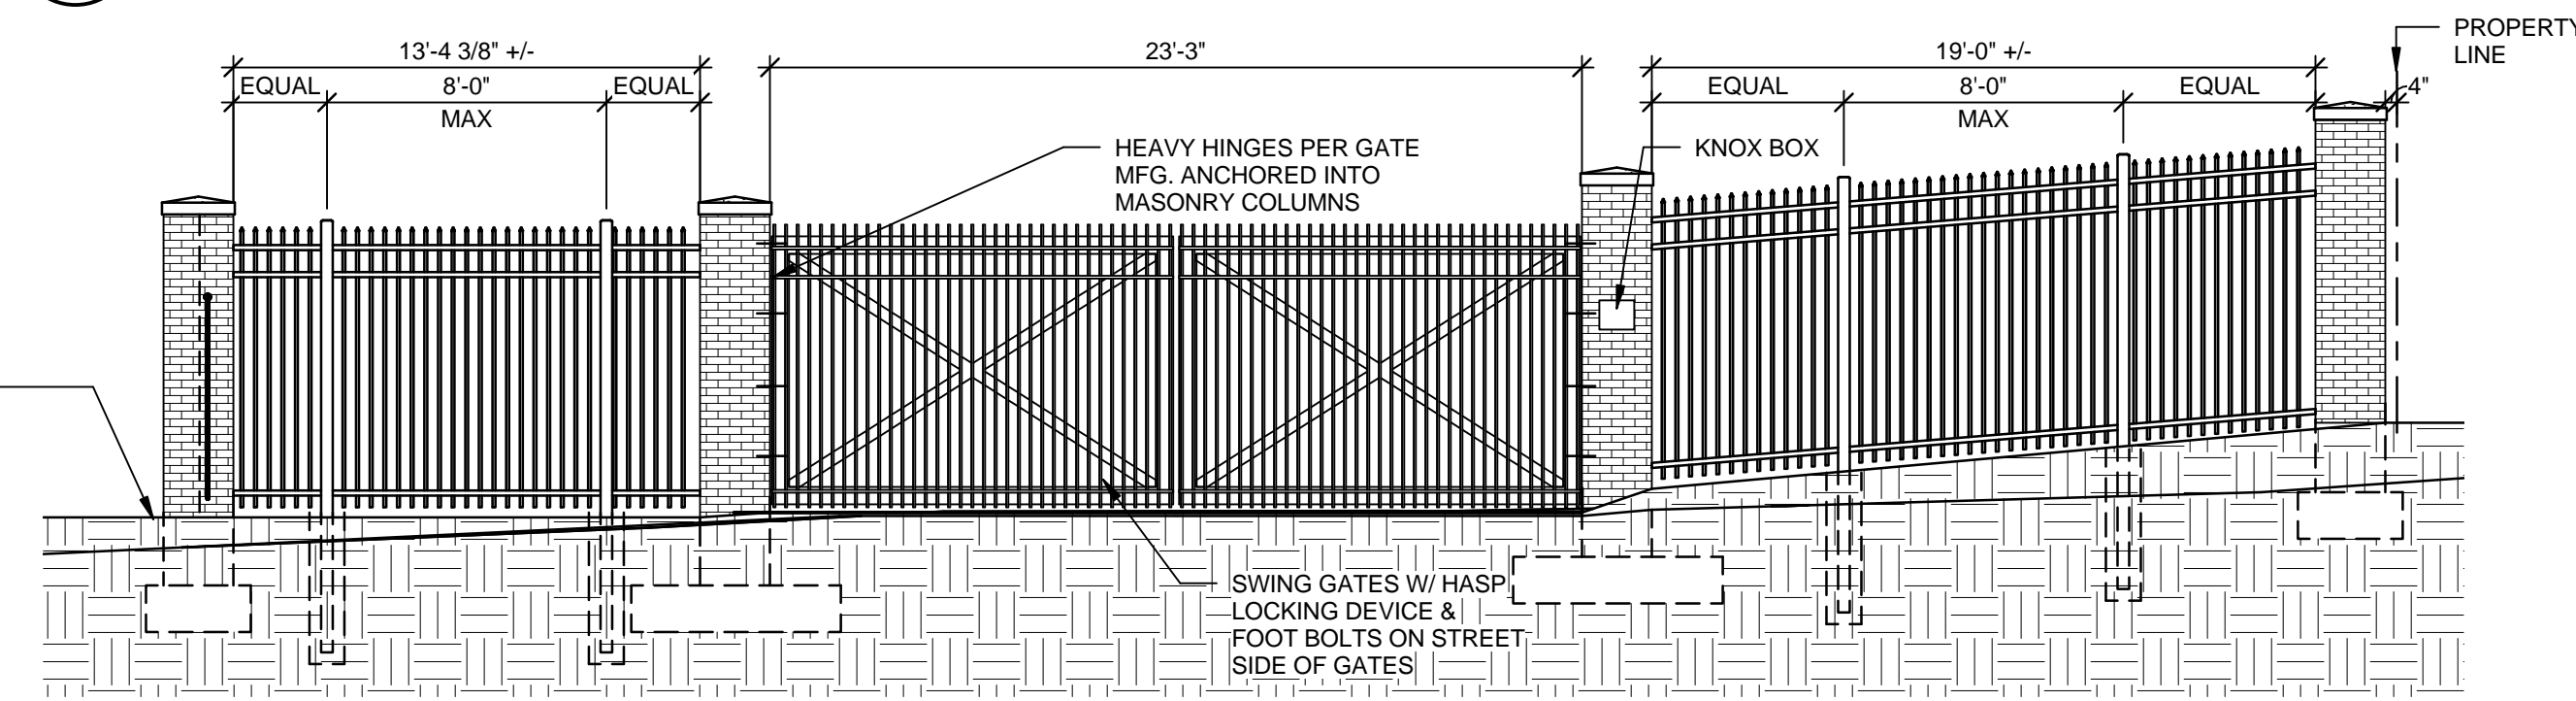 13'-4 3/8" +/-
23'-3"
19'-0" +/-
PROPERTY
LINE
EQUAL
8'-0"
EQUAL
MAX
EQUAL
8'-0"
EQUAL
MAX
4"
HEAVY HINGES PER GATE
MFG. ANCHORED INTO
MASONRY COLUMNS
KNOX BOX
SWING GATES W/ HASP
LOCKING DEVICE &
FOOT BOLTS ON STREET
SIDE OF GATES